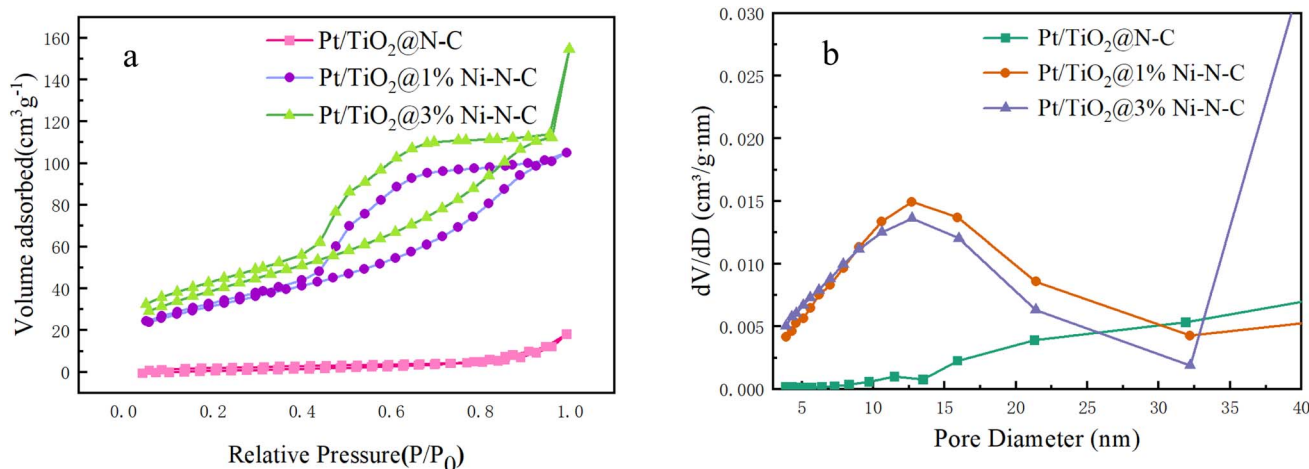 a
Pt/TiO₂@N-C
Pt/TiO₂@1% Ni-N-C
Pt/TiO₂@3% Ni-N-C
Volume adsorbed(cm³g⁻¹)
160
140
120
100
80
60
40
20
0
0.0 0.2 0.4 0.6 0.8 1.0
Relative Pressure(P/P₀)
b
Pt/TiO₂@N-C
Pt/TiO₂@1% Ni-N-C
Pt/TiO₂@3% Ni-N-C
dV/dD (cm³/g·nm)
0.030
0.025
0.020
0.015
0.010
0.005
0.000
5 10 15 20 25 30 35 40
Pore Diameter (nm)